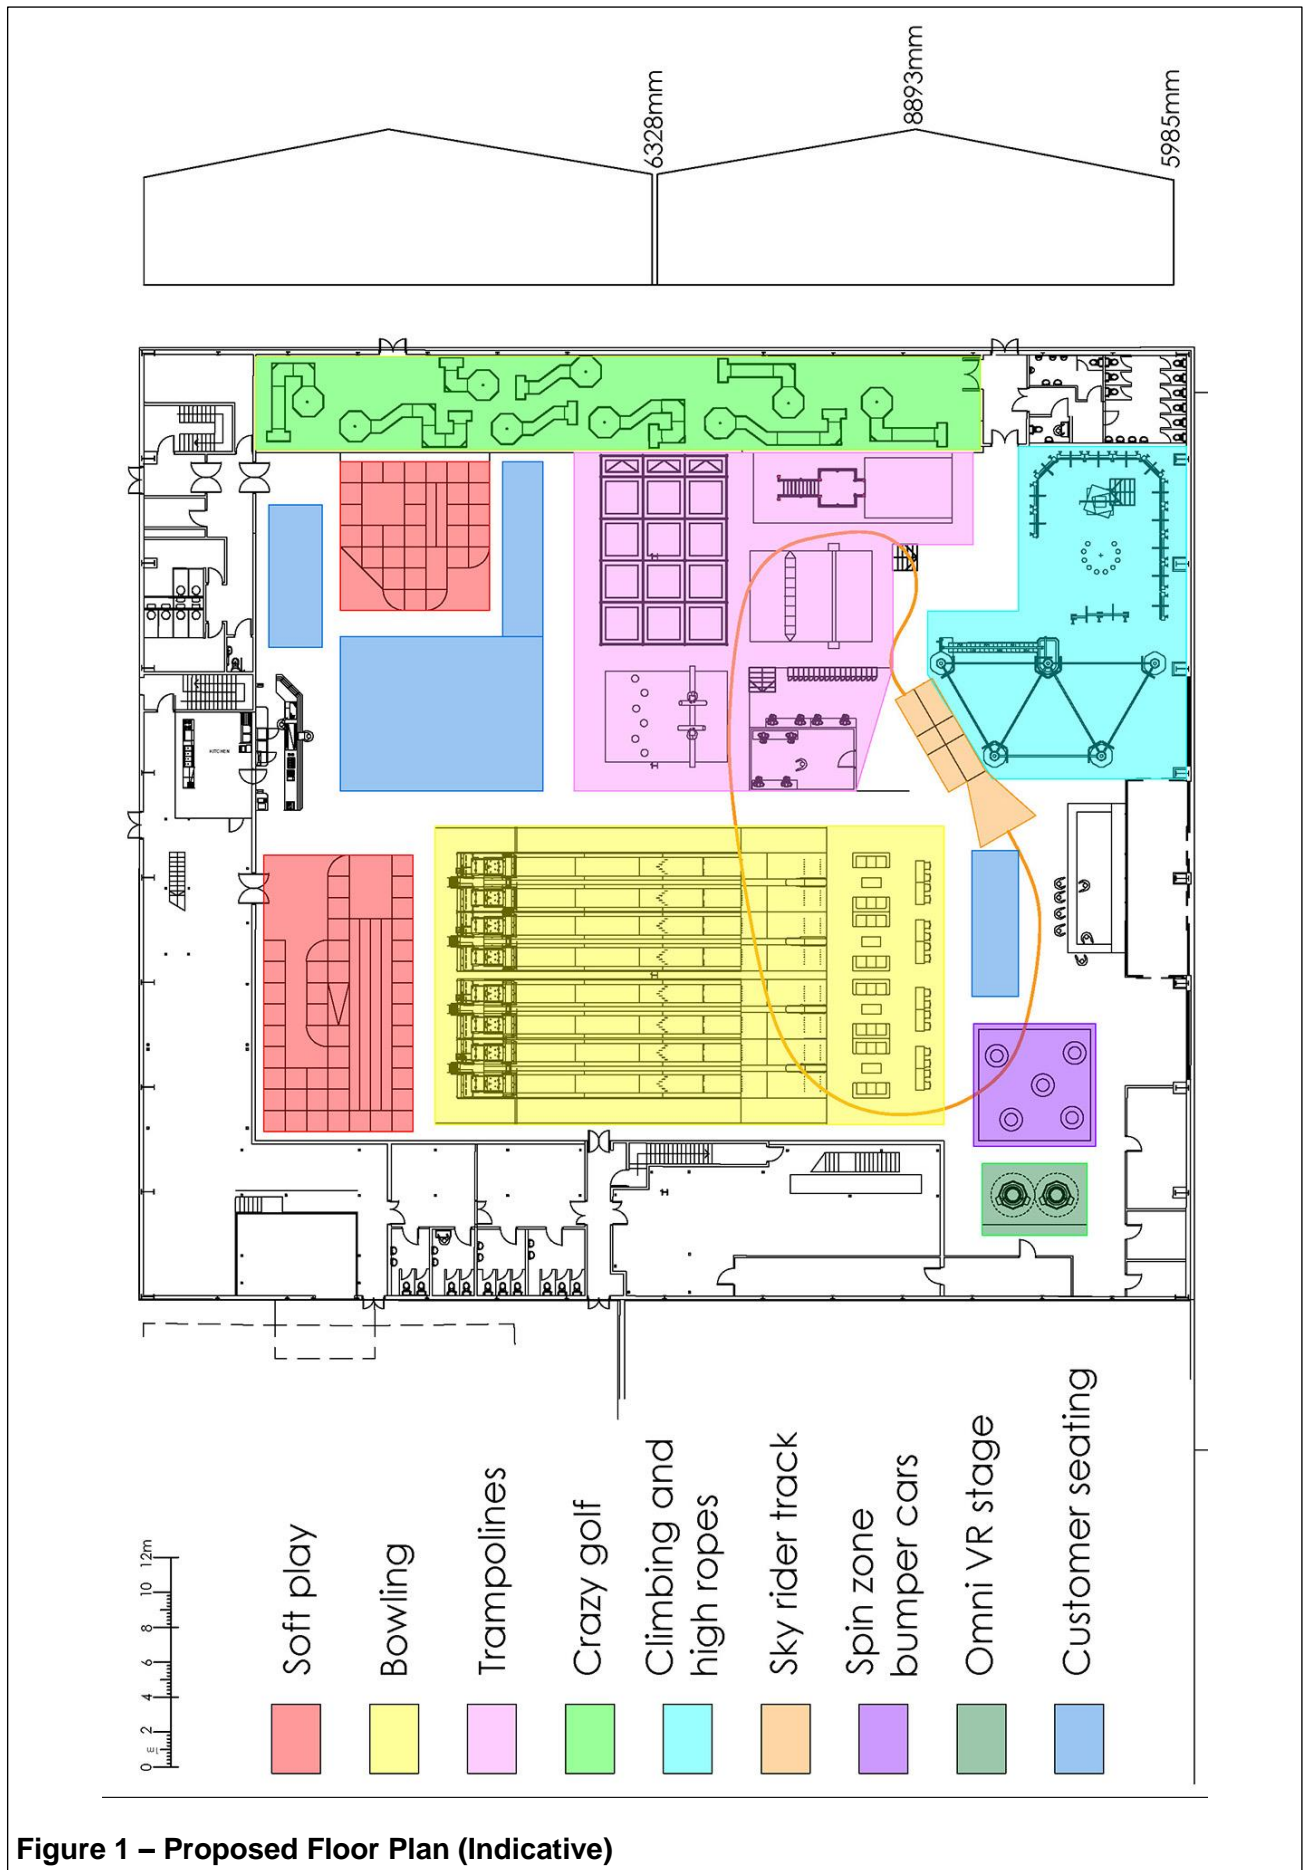 6328mm
8893mm
5985mm
KITCHEN
0 2 4 6 8 10 12m
Soft play
Bowling
Trampolines
Crazy golf
Climbing and
high ropes
Sky rider track
Spin zone
bumper cars
Omni VR stage
Customer seating
Figure 1 – Proposed Floor Plan (Indicative)